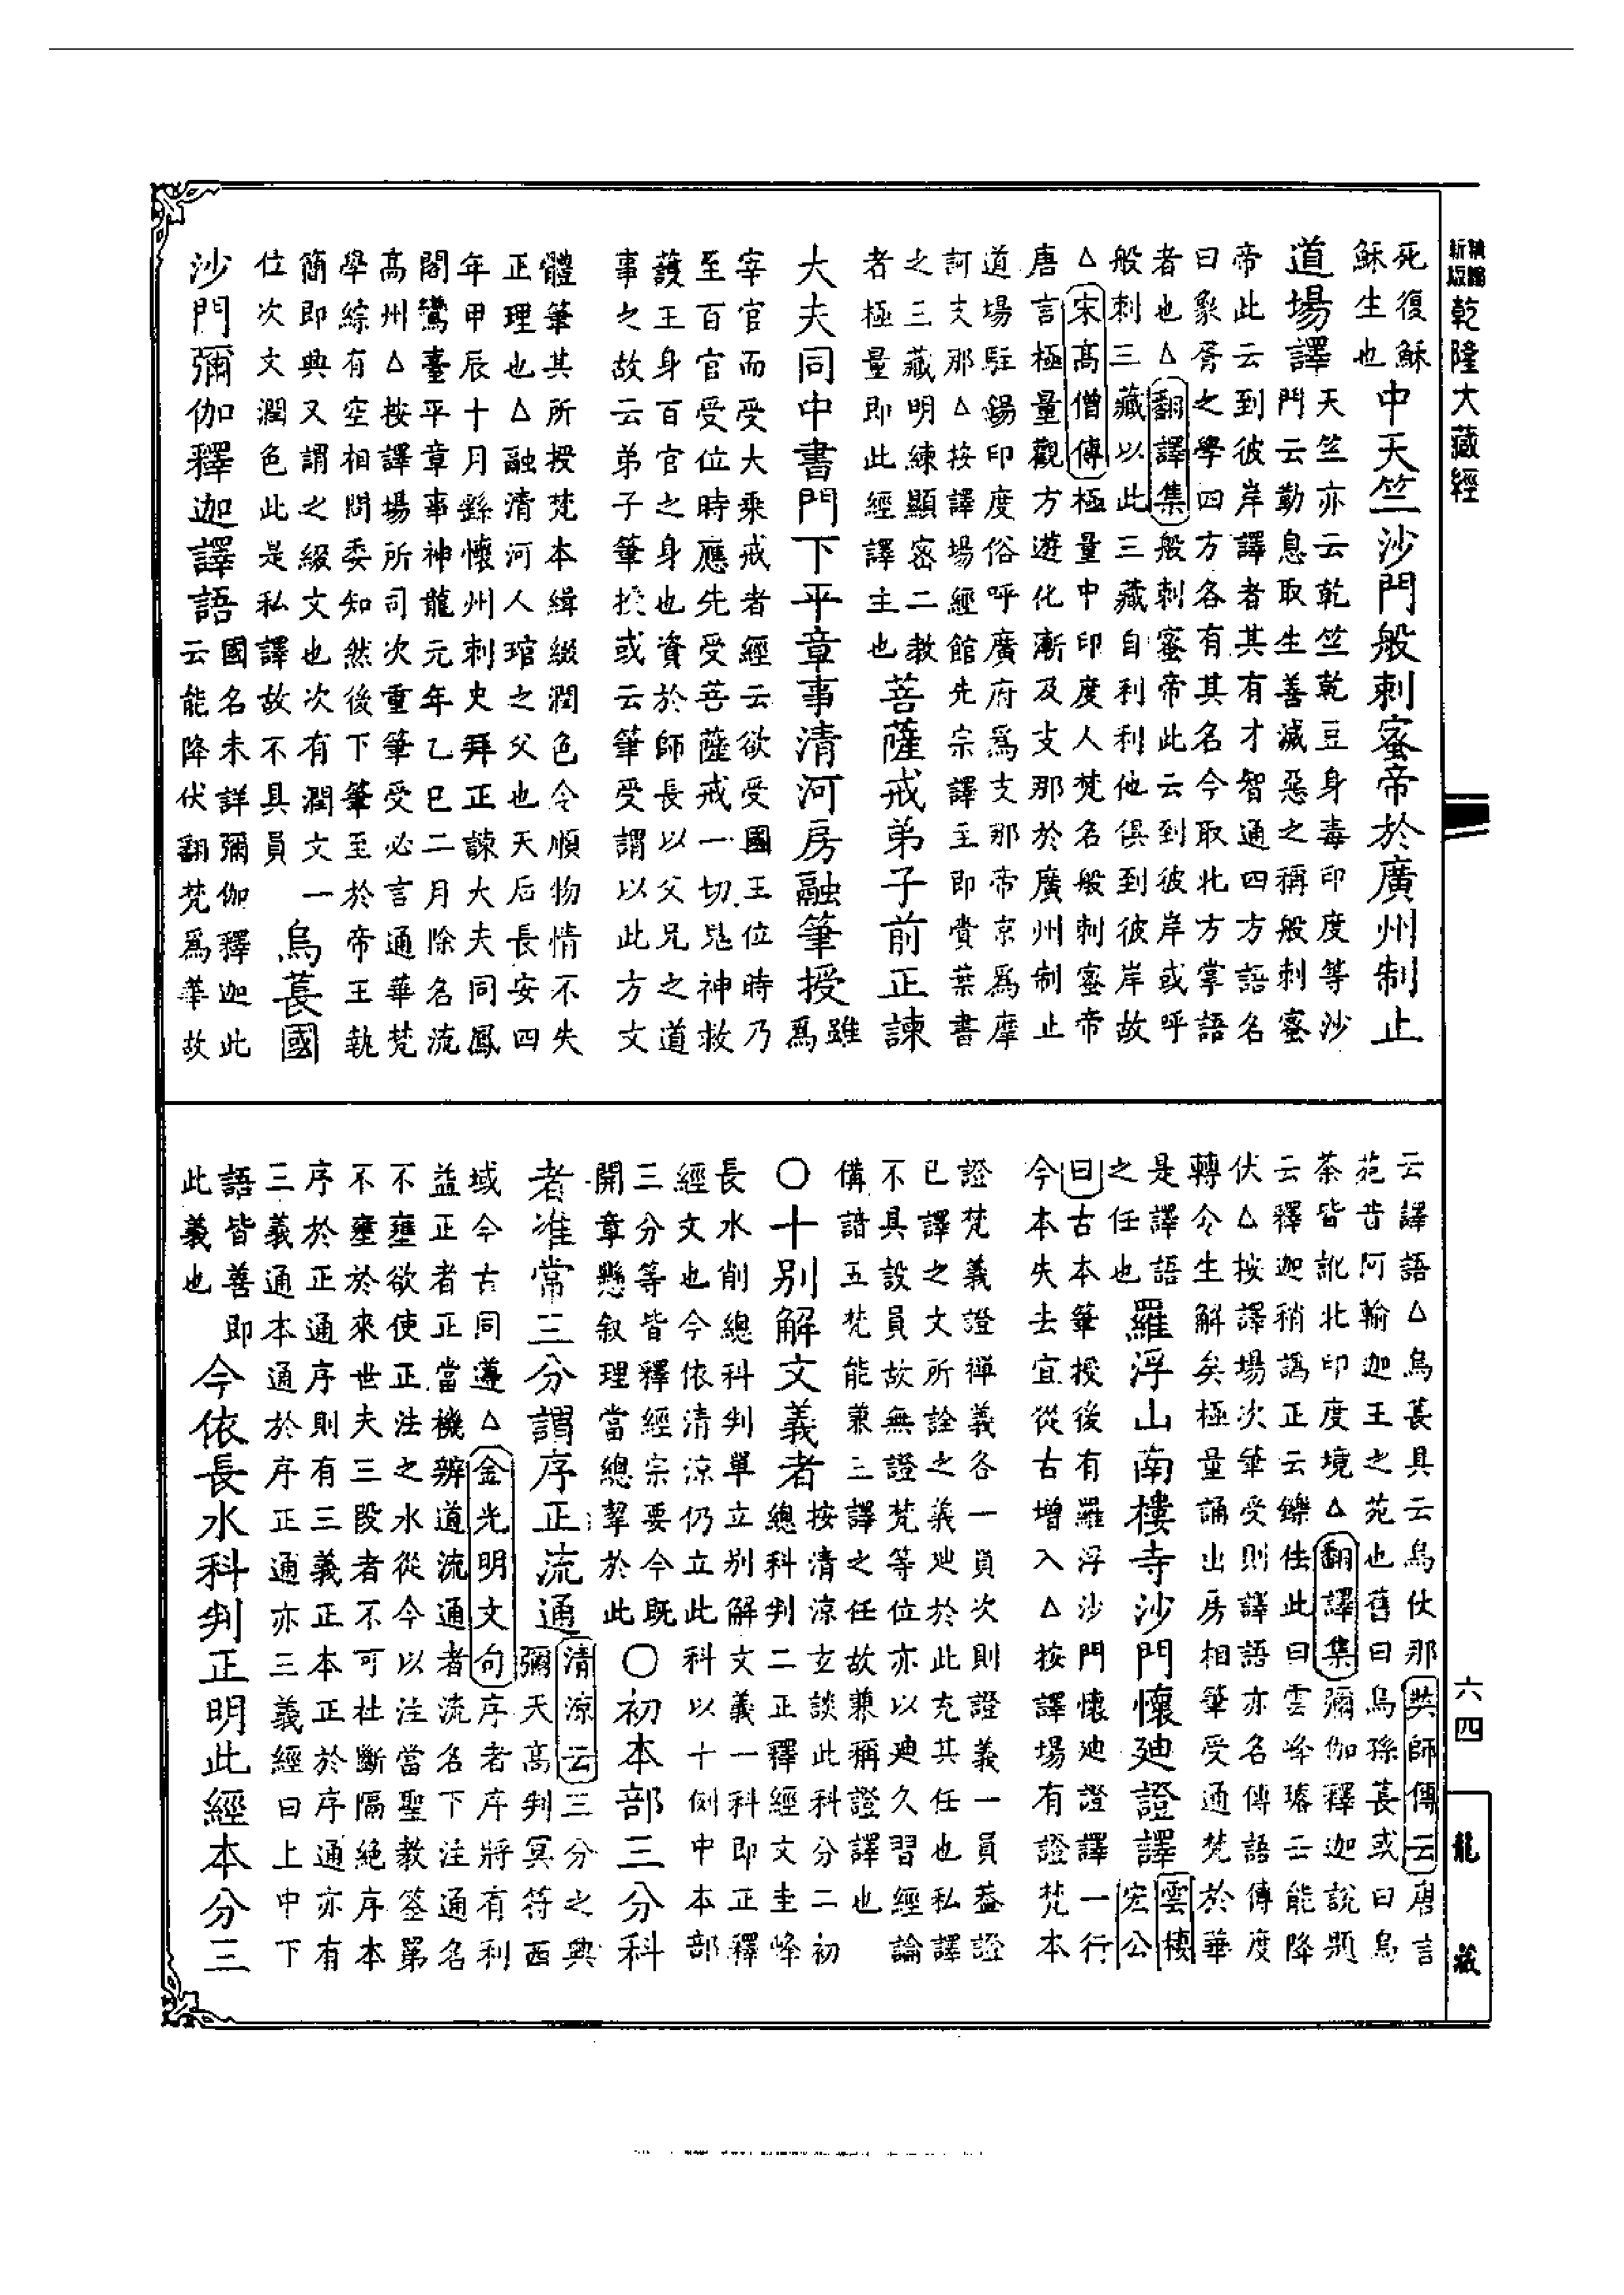 新編縮版乾隆大藏經
死復穌
穌生也
中天竺沙門般剌蜜帝於廣州制止
道場譯
天竺亦云乾竺乾豆身毒印度等沙
門云勤息取生善滅惡之稱般剌蜜
帝此云到彼岸譯者其有才智通四方語名
曰象胥之學四方各有其名今取北方掌語
者也△翻譯集般剌蜜帝此云到彼岸或呼
般剌三藏以此三藏自利利他俱到彼岸故
△宋高僧傳極量中印度人梵名般剌蜜帝
唐言極量觀方遊化漸及支那於廣州制止
道場駐錫印度俗呼廣府爲支那帝京爲摩
訶支那△按譯場經館先宗譯主即賫葉書
之三藏明練顯密二教
者極量即此經譯主也
菩薩戒弟子前正諫
大夫同中書門下平章事清河房融筆授
雖
爲
宰官而受大乘戒者經云欲受國王位時乃
至百官受位時應先受菩薩戒一切鬼神救
護王身百官之身也資於師長以父兄之道
事之故云弟子筆授或云筆受謂以此方文
體筆其所授梵本緝綴潤色令順物情不失
正理也△融清河人琯之父也天后長安四
年甲辰十月繇懷州刺史拜正諫大夫同鳳
閣鸞臺平章事神龍元年乙巳二月除名流
高州△按譯場所司次重筆受必言通華梵
學綜有空相問委知然後下筆至於帝王執
簡即典又謂之綴文也次有潤文一
位次文潤色此是私譯故不具員
烏萇國
沙門彌伽釋迦譯語
國名未詳彌伽釋迦此
云能降伏翻梵爲華故
云譯語△烏萇具云烏仗那奘師傳云唐言
苑昔阿輸迦王之苑也舊曰烏孫萇或曰烏
荼皆訛北印度境△翻譯集彌伽釋迦說題
云釋迦稍譌正云鑠佉此曰雲峰璿云能降
伏△按譯場次筆受則譯語亦名傳語傳度
轉令生解矣極量誦出房相筆受通梵於華
是譯語
之任也
羅浮山南樓寺沙門懷廸證譯
雲棲
宏公
曰古本筆授後有羅浮沙門懷廸證譯一行
今本失去宜從古增入△按譯場有證梵本
證梵義證禪義各一員次則證義一員蓋證
已譯之文所詮之義廸於此充其任也私譯
不具設員故無證梵等位亦以廸久習經論
備諳五梵能兼三譯之任故兼稱證譯也
○十別解文義者
按清涼玄談此科分二初
總科判二正釋經文圭峰
長水削總科判單立別解文義一科即正釋
經文也今依清涼仍立此科以十例中本部
三分等皆釋經宗要今既
開章懸叙理當總挈於此
○初本部三分科
者准常三分謂序正流通
清涼云三分之興
彌天高判冥符西
域今古同遵△金光明文句序者序將有利
益正者正當機辨道流通者流名下注通名
不壅欲使正法之水從今以注當聖教簽第
不壅於來世夫三段者不可杜斷隔絕序本
序於正通序則有三義正本正於序通亦有
三義通本通於序正通亦三義經曰上中下
語皆善即
此義也
今依長水科判正明此經本分三
六四
龍藏